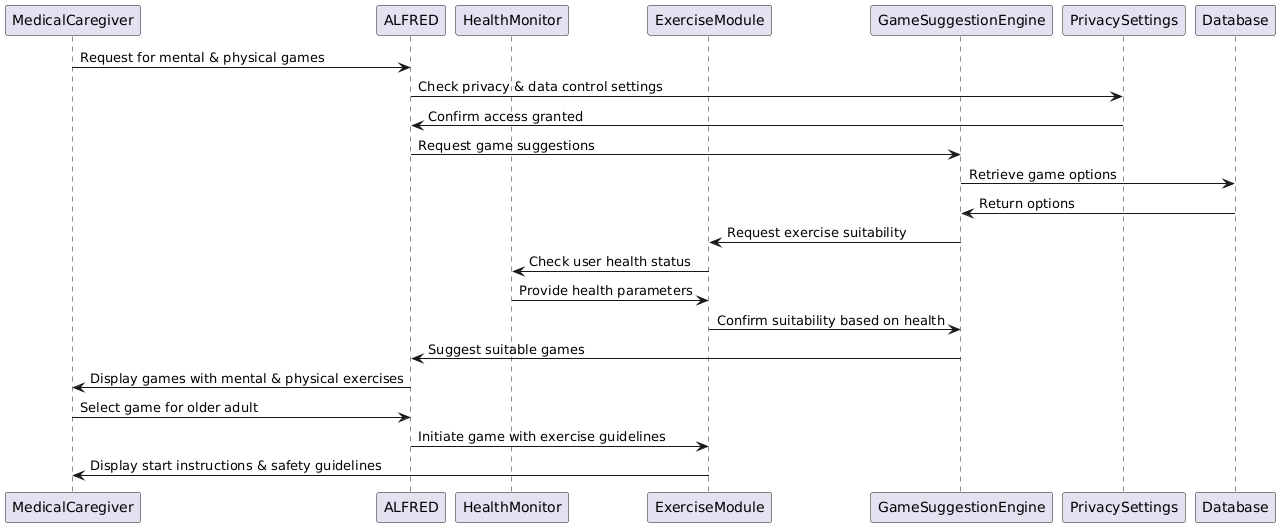 MedicalCaregiver ALFRED HealthMonitor ExerciseModule GameSuggestionEngine PrivacySettings Database
Request for mental & physical games
Check privacy & data control settings
Confirm access granted
Request game suggestions
Retrieve game options
Return options
Request exercise suitability
Check user health status
Provide health parameters
Confirm suitability based on health
Suggest suitable games
Display games with mental & physical exercises
Select game for older adult
Initiate game with exercise guidelines
Display start instructions & safety guidelines
MedicalCaregiver ALFRED HealthMonitor ExerciseModule GameSuggestionEngine PrivacySettings Database